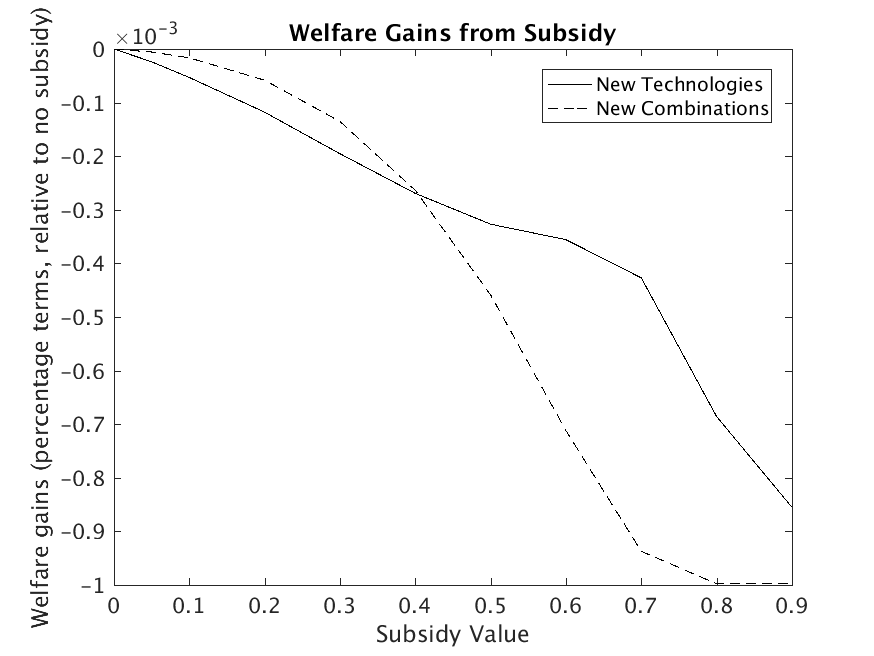 Welfare Gains from Subsidy
×10⁻³
Welfare gains (percentage terms, relative to no subsidy)
0
−0.1
−0.2
−0.3
−0.4
−0.5
−0.6
−0.7
−0.8
−0.9
−1
New Technologies
New Combinations
0 0.1 0.2 0.3 0.4 0.5 0.6 0.7 0.8 0.9
Subsidy Value